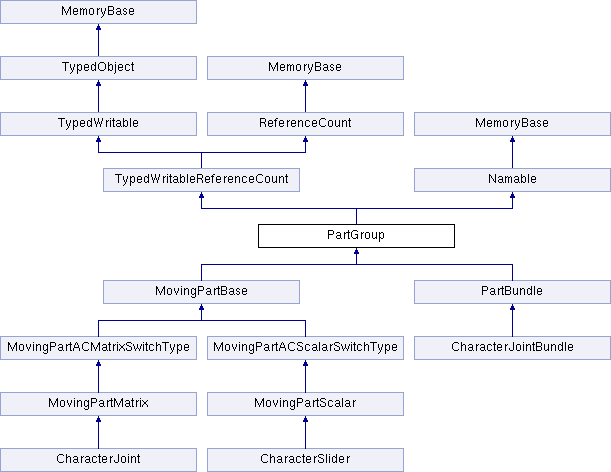 MemoryBase
TypedObject
MemoryBase
TypedWritable
ReferenceCount
MemoryBase
TypedWritableReferenceCount
Namable
PartGroup
MovingPartBase
PartBundle
MovingPartACMatrixSwitchType
MovingPartACScalarSwitchType
CharacterJointBundle
MovingPartMatrix
MovingPartScalar
CharacterJoint
CharacterSlider